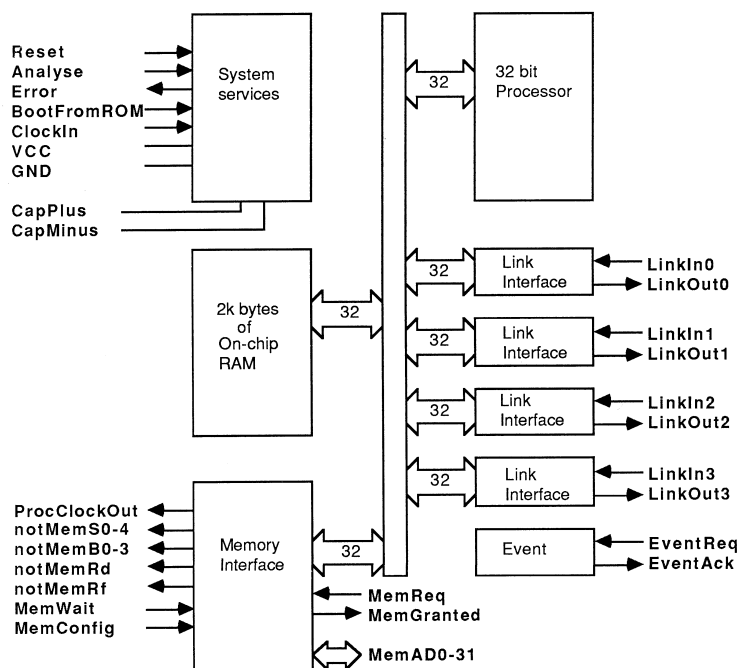 Reset
Analyse
Error
BootFromROM
ClockIn
VCC
GND
CapPlus
CapMinus
System
services
32
32 bit
Processor
2k bytes
of
On-chip
RAM
32
32
Link
Interface
LinkIn0
LinkOut0
32
Link
Interface
LinkIn1
LinkOut1
32
Link
Interface
LinkIn2
LinkOut2
32
Link
Interface
LinkIn3
LinkOut3
Event
EventReq
EventAck
ProcClockOut
notMemS0-4
notMemB0-3
notMemRd
notMemRf
MemWait
MemConfig
Memory
Interface
32
MemReq
MemGranted
MemAD0-31